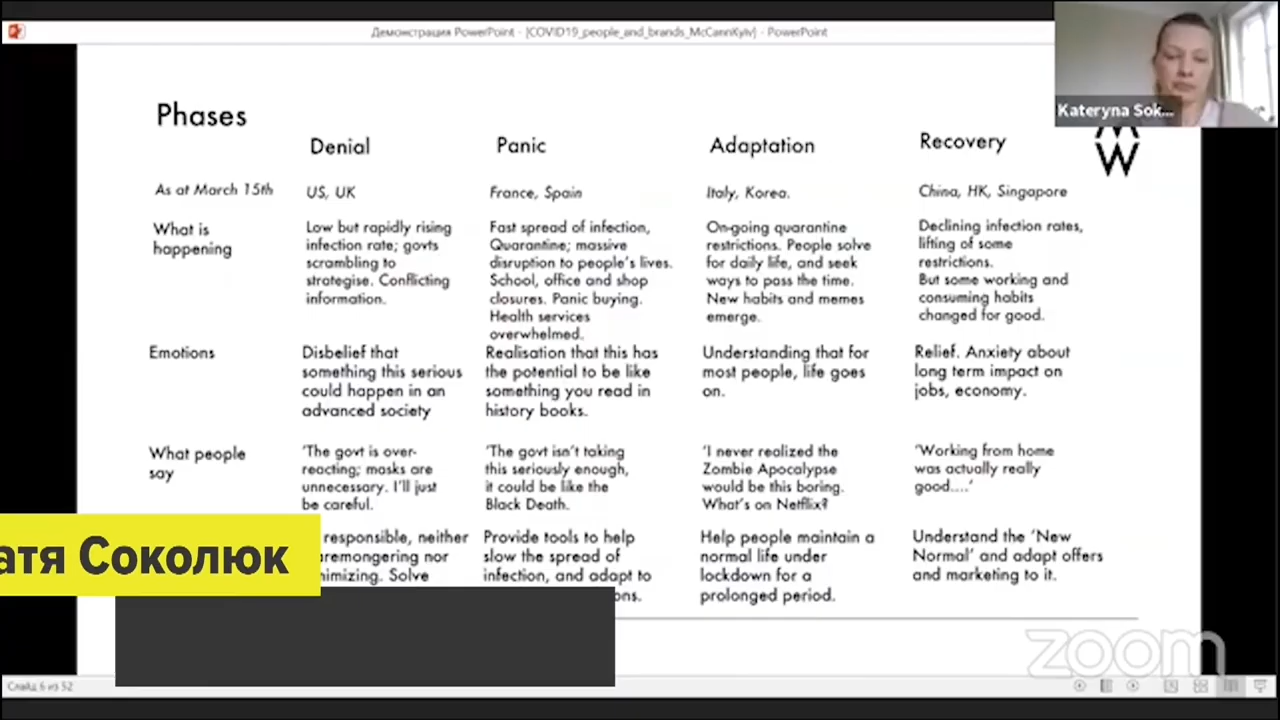 Демонстрация PowerPoint - [COVID19_people_and_brands_McCannKyiv] - PowerPoint
Kateryna Sok...
W
Phases
Denial
Panic
Adaptation
Recovery
As at March 15th
US, UK
France, Spain
Italy, Korea.
China, HK, Singapore
What is
happening
Low but rapidly rising
infection rate; govts
scrambling to
strategise. Conflicting
information.
Fast spread of infection,
Quarantine; massive
disruption to people's lives.
School, office and shop
closures. Panic buying.
Health services
overwhelmed.
On-going quarantine
restrictions. People solve
for daily life, and seek
ways to pass the time.
New habits and memes
emerge.
Declining infection rates,
lifting of some
restrictions.
But some working and
consuming habits
changed for good.
Emotions
Disbelief that
something this serious
could happen in an
advanced society
Realisation that this has
the potential to be like
something you read in
history books.
Understanding that for
most people, life goes
on.
Relief. Anxiety about
long term impact on
jobs, economy.
What people
say
'The govt is over-
reacting; masks are
unnecessary. I'll just
be careful.
'The govt isn't taking
this seriously enough,
it could be like the
Black Death.
'I never realized the
Zombie Apocalypse
would be this boring.
What's on Netflix?
'Working from home
was actually really
good....'
responsible, neither
aremongering nor
nimizing. Solve
Provide tools to help
slow the spread of
infection, and adapt to
ons.
Help people maintain a
normal life under
lockdown for a
prolonged period.
Understand the 'New
Normal' and adapt offers
and marketing to it.
атя Соколюк
zoom
Слайд 6 из 52